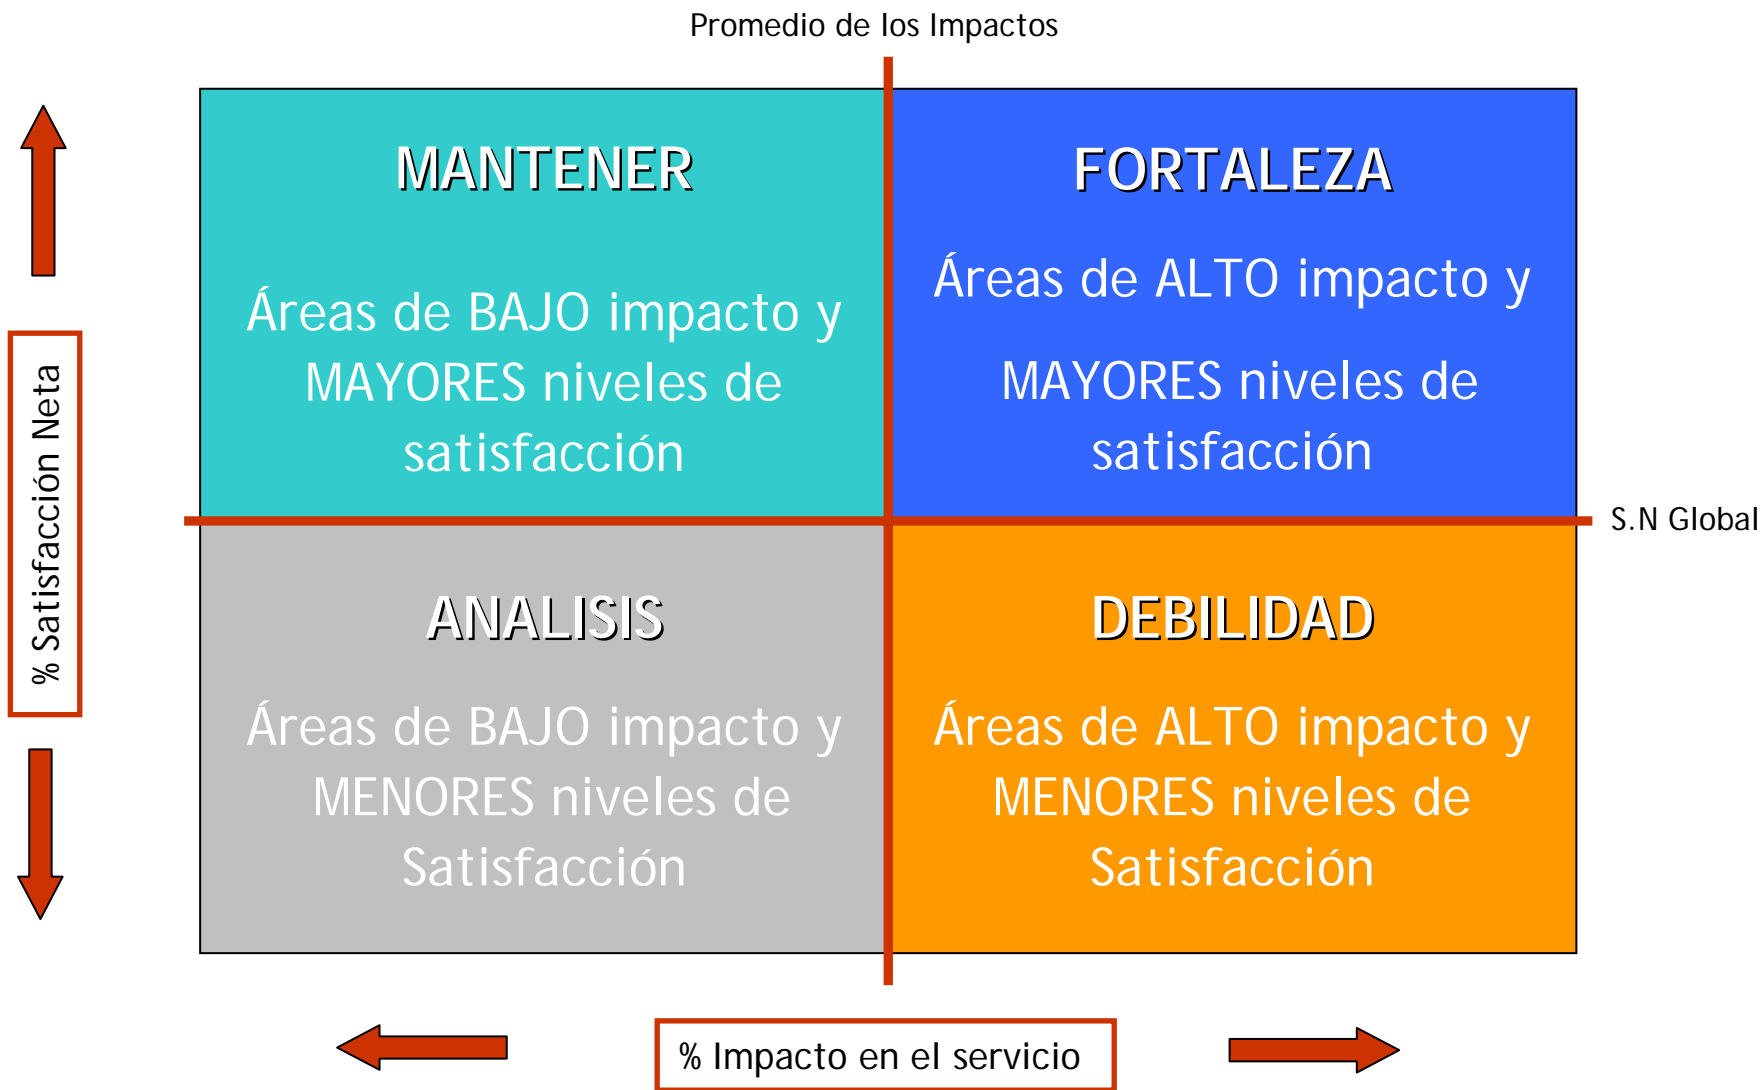 Promedio de los Impactos
MANTENER
Áreas de BAJO impacto y
MAYORES niveles de
satisfacción
FORTALEZA
Áreas de ALTO impacto y
MAYORES niveles de
satisfacción
% Satisfacción Neta
S.N Global
ANALISIS
Áreas de BAJO impacto y
MENORES niveles de
Satisfacción
DEBILIDAD
Áreas de ALTO impacto y
MENORES niveles de
Satisfacción
% Impacto en el servicio